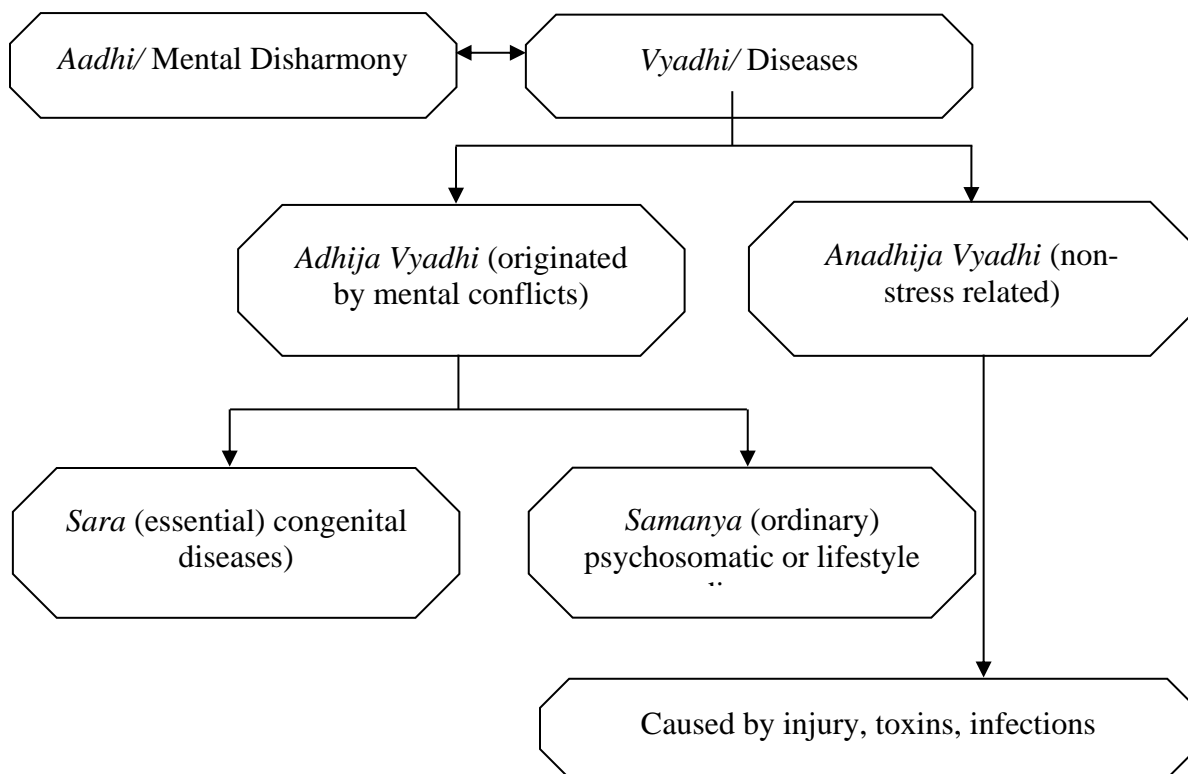 Aadhi/ Mental Disharmony
Vyadhi/ Diseases
Adhija Vyadhi (originated
by mental conflicts)
Anadhija Vyadhi (non-
stress related)
Sara (essential) congenital
diseases)
Samanya (ordinary)
psychosomatic or lifestyle
Caused by injury, toxins, infections